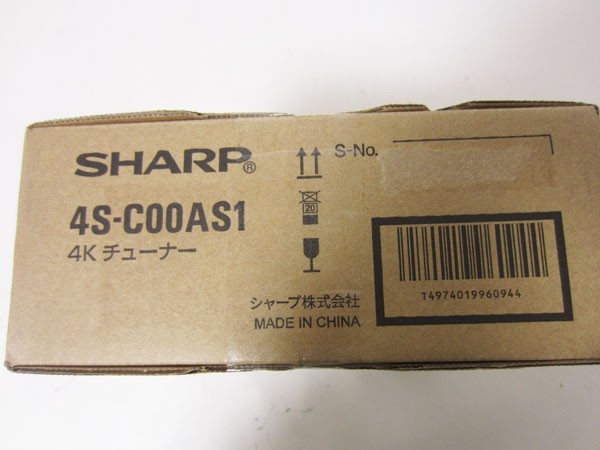 SHARP®
4S-C00AS1
4K チューナー
S-No.
20
シャープ株式会社
MADE IN CHINA
T4974019960944